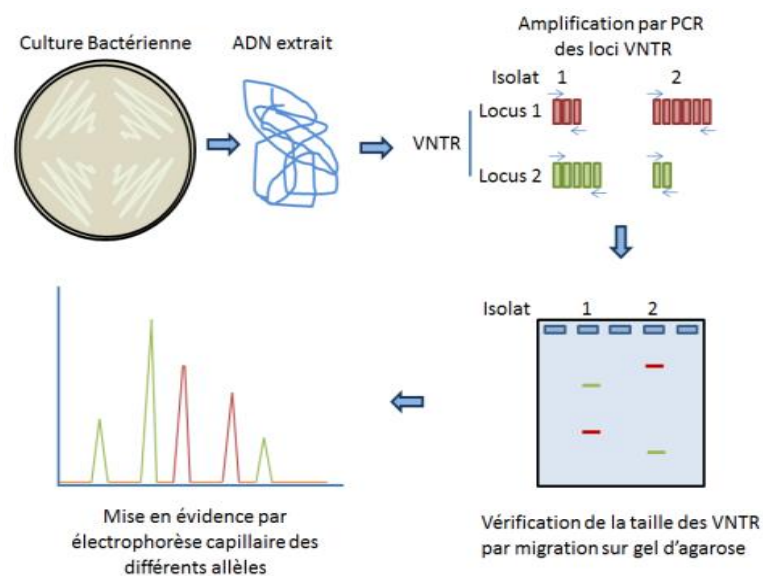 Culture Bactérienne
ADN extrait
Amplification par PCR
des loci VNTR
Isolat 1 2
Locus 1
VNTR
Locus 2
Isolat 1 2
Vérification de la taille des VNTR
par migration sur gel d'agarose
Mise en évidence par
électrophorèse capillaire des
différents allèles